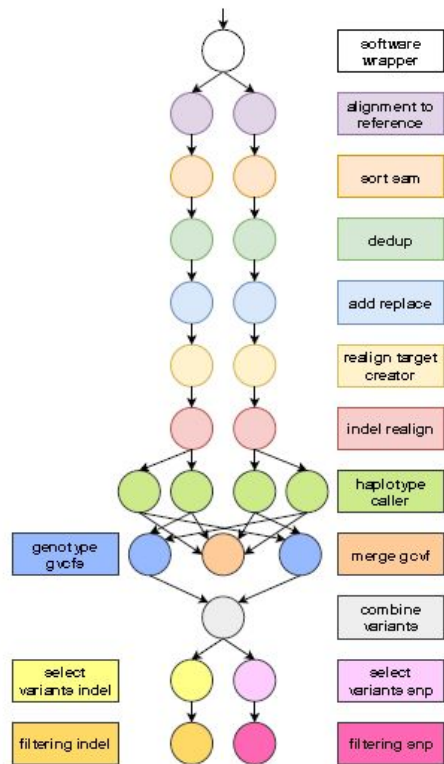 software
wrapper
alignment to
reference
sort sam
dedup
add replace
realign target
creator
indel realign
haplotype
caller
genotype
gvcfs
merge gcvf
combine
variants
select
variants indel
select
variants snp
filtering indel
filtering snp